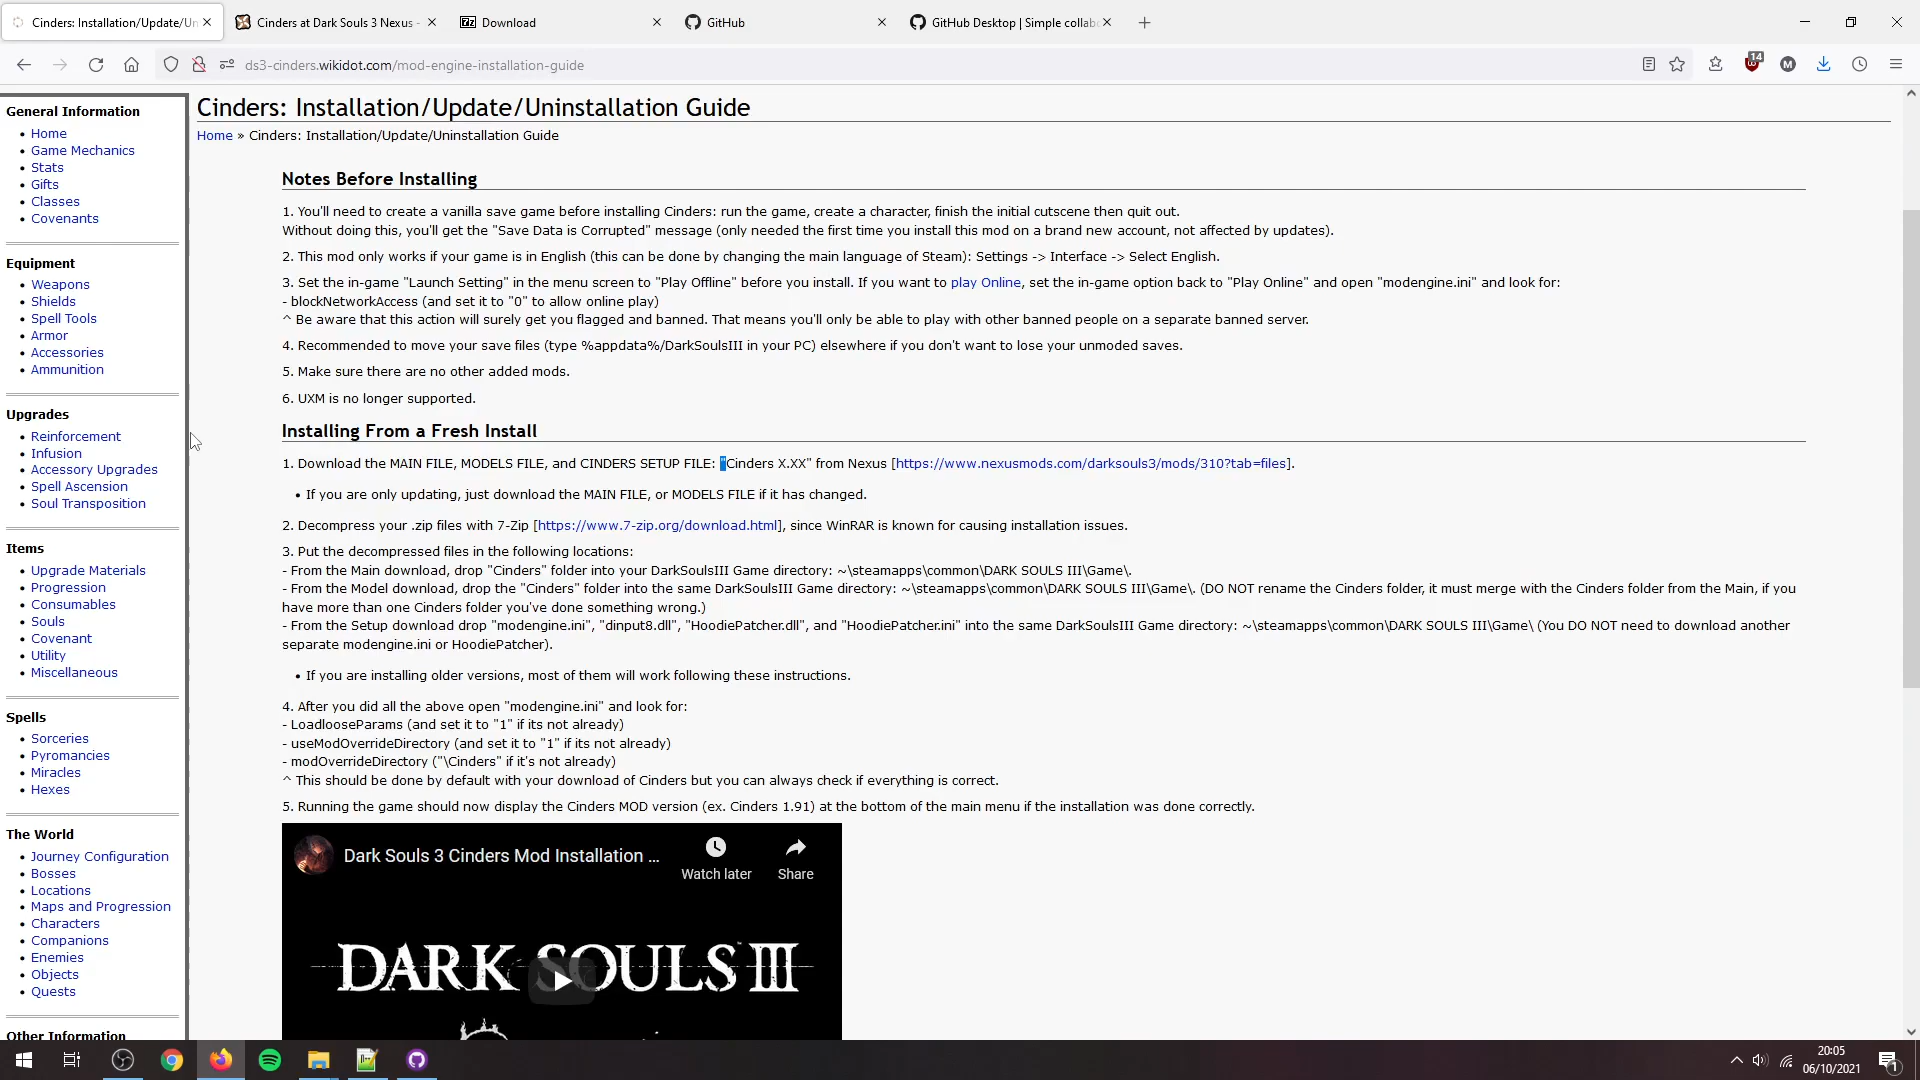 Cinders: Installation/Update/Un
Cinders at Dark Souls 3 Nexus -
7z Download
GitHub
GitHub Desktop | Simple collab
ds3-cinders.wikidot.com/mod-engine-installation-guide
14
M
General Information
Home
Game Mechanics
Stats
Gifts
Classes
Covenants
Equipment
Weapons
Shields
Spell Tools
Armor
Accessories
Ammunition
Upgrades
Reinforcement
Infusion
Accessory Upgrades
Spell Ascension
Soul Transposition
Items
Upgrade Materials
Progression
Consumables
Souls
Covenant
Utility
Miscellaneous
Spells
Sorceries
Pyromancies
Miracles
Hexes
The World
Journey Configuration
Bosses
Locations
Maps and Progression
Characters
Companions
Enemies
Objects
Quests
Other Information
Cinders: Installation/Update/Uninstallation Guide
Home » Cinders: Installation/Update/Uninstallation Guide
Notes Before Installing
1. You'll need to create a vanilla save game before installing Cinders: run the game, create a character, finish the initial cutscene then quit out.
Without doing this, you'll get the "Save Data is Corrupted" message (only needed the first time you install this mod on a brand new account, not affected by updates).
2. This mod only works if your game is in English (this can be done by changing the main language of Steam): Settings -> Interface -> Select English.
3. Set the in-game "Launch Setting" in the menu screen to "Play Offline" before you install. If you want to play Online, set the in-game option back to "Play Online" and open "modengine.ini" and look for:
- blockNetworkAccess (and set it to "0" to allow online play)
^ Be aware that this action will surely get you flagged and banned. That means you'll only be able to play with other banned people on a separate banned server.
4. Recommended to move your save files (type %appdata%/DarkSoulsIII in your PC) elsewhere if you don't want to lose your unmoded saves.
5. Make sure there are no other added mods.
6. UXM is no longer supported.
Installing From a Fresh Install
1. Download the MAIN FILE, MODELS FILE, and CINDERS SETUP FILE: "Cinders X.XX" from Nexus [https://www.nexusmods.com/darksouls3/mods/310?tab=files].
• If you are only updating, just download the MAIN FILE, or MODELS FILE if it has changed.
2. Decompress your .zip files with 7-Zip [https://www.7-zip.org/download.html], since WinRAR is known for causing installation issues.
3. Put the decompressed files in the following locations:
- From the Main download, drop "Cinders" folder into your DarkSoulsIII Game directory: ~\steamapps\common\DARK SOULS III\Game\.
- From the Model download, drop the "Cinders" folder into the same DarkSoulsIII Game directory: ~\steamapps\common\DARK SOULS III\Game\. (DO NOT rename the Cinders folder, it must merge with the Cinders folder from the Main, if you
have more than one Cinders folder you've done something wrong.)
- From the Setup download drop "modengine.ini", "dinput8.dll", "HoodiePatcher.dll", and "HoodiePatcher.ini" into the same DarkSoulsIII Game directory: ~\steamapps\common\DARK SOULS III\Game\ (You DO NOT need to download another
separate modengine.ini or HoodiePatcher).
• If you are installing older versions, most of them will work following these instructions.
4. After you did all the above open "modengine.ini" and look for:
- LoadlooseParams (and set it to "1" if its not already)
- useModOverrideDirectory (and set it to "1" if its not already)
- modOverrideDirectory ("\Cinders" if it's not already)
^ This should be done by default with your download of Cinders but you can always check if everything is correct.
5. Running the game should now display the Cinders MOD version (ex. Cinders 1.91) at the bottom of the main menu if the installation was done correctly.
Dark Souls 3 Cinders Mod Installation ...
Watch later
Share
DARK SOULS III
20:05
06/10/2021
1